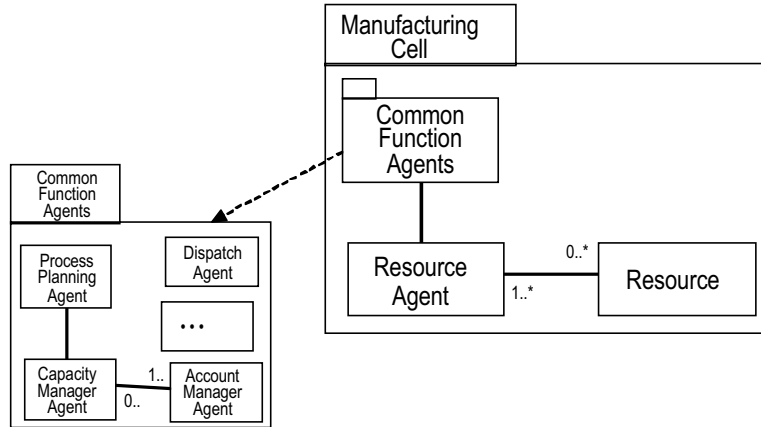 Manufacturing
Cell
Common
Function
Agents
Resource
Agent
0..*
1..*
Resource
Common
Function
Agents
Process
Planning
Agent
Dispatch
Agent
...
Capacity
Manager
Agent
1..
0..
Account
Manager
Agent